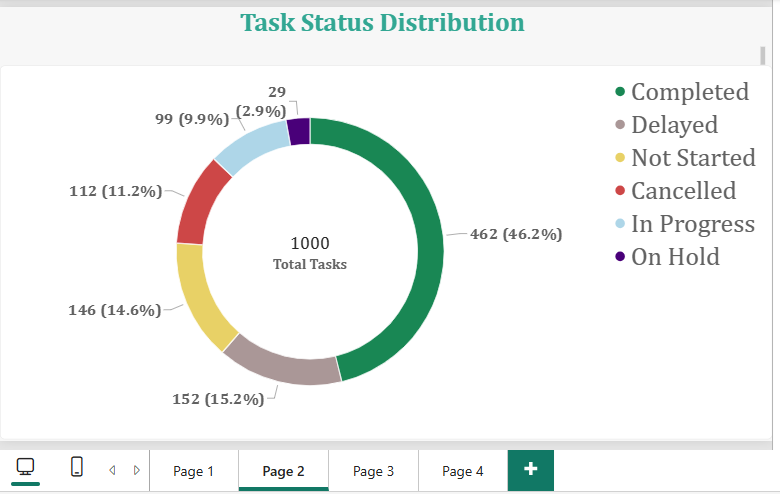 Task Status Distribution
29
(2.9%)
99 (9.9%)
112 (11.2%)
146 (14.6%)
152 (15.2%)
462 (46.2%)
1000
Total Tasks
Completed
Delayed
Not Started
Cancelled
In Progress
On Hold
Page 1
Page 2
Page 3
Page 4
+